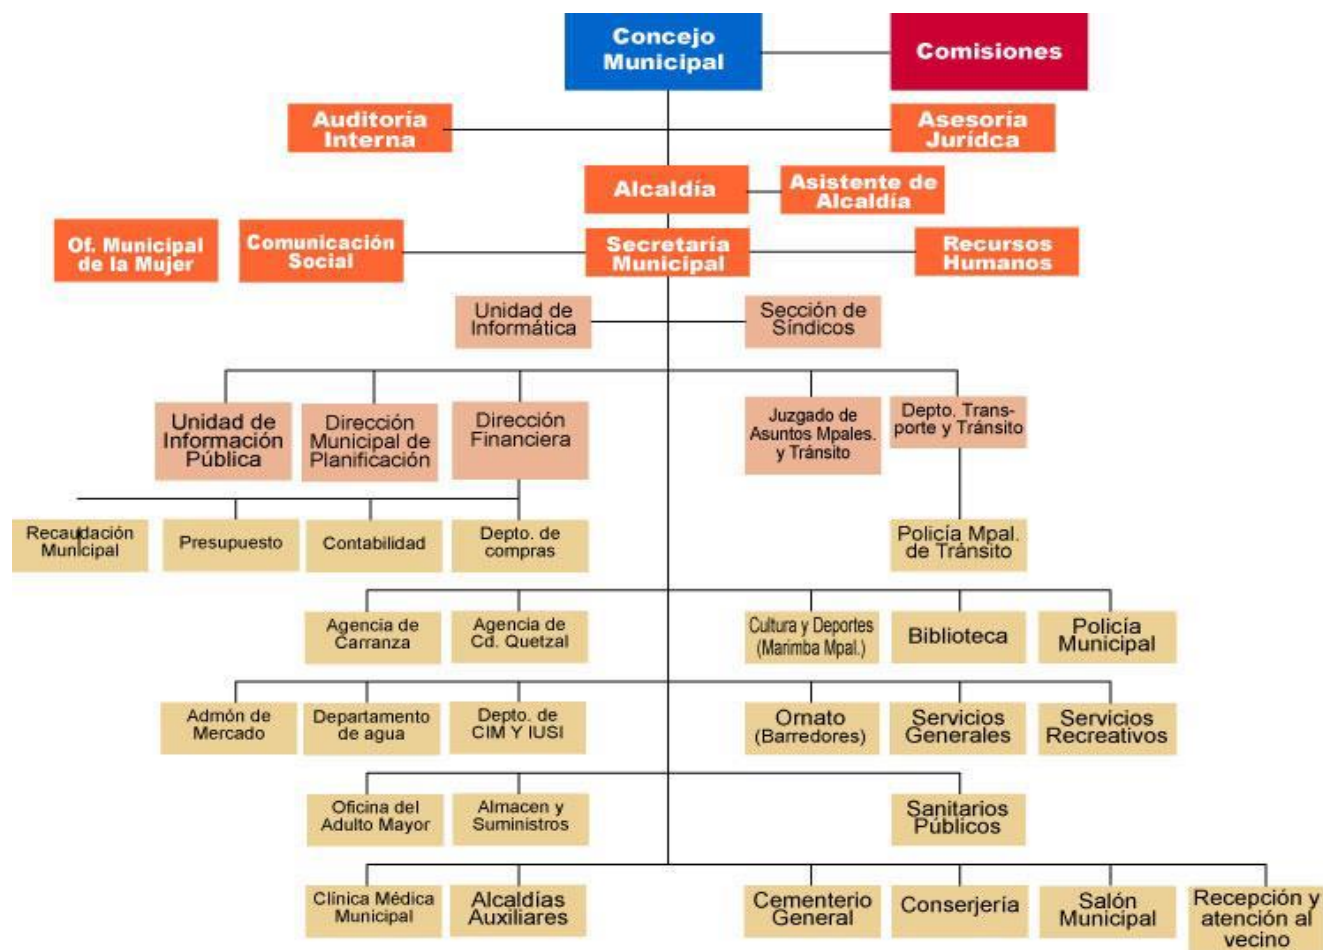 Concejo
Municipal
Comisiones
Auditoría
Interna
Asesoría
Jurídca
Alcaldía
Asistente de
Alcaldía
Of. Municipal
de la Mujer
Comunicación
Social
Secretaría
Municipal
Recursos
Humanos
Unidad de
Informática
Sección de
Síndicos
Unidad de
Información
Pública
Dirección
Municipal de
Planificación
Dirección
Financiera
Juzgado de
Asuntos Mpales.
y Tránsito
Depto. Trans-
porte y Tránsito
Recaudación
Municipal
Presupuesto
Contabilidad
Depto. de
compras
Policía Mpal.
de Tránsito
Agencia de
Carranza
Agencia de
Cd. Quetzal
Cultura y Deportes
(Marimba Mpal.)
Biblioteca
Policía
Municipal
Admón de
Mercado
Departamento
de agua
Depto. de
CIM Y IUSI
Ornato
(Barredores)
Servicios
Generales
Servicios
Recreativos
Oficina del
Adulto Mayor
Almacen y
Suministros
Sanitarios
Públicos
Clínica Médica
Municipal
Alcaldías
Auxiliares
Cementerio
General
Conserjería
Salón
Municipal
Recepción y
atención al
vecino